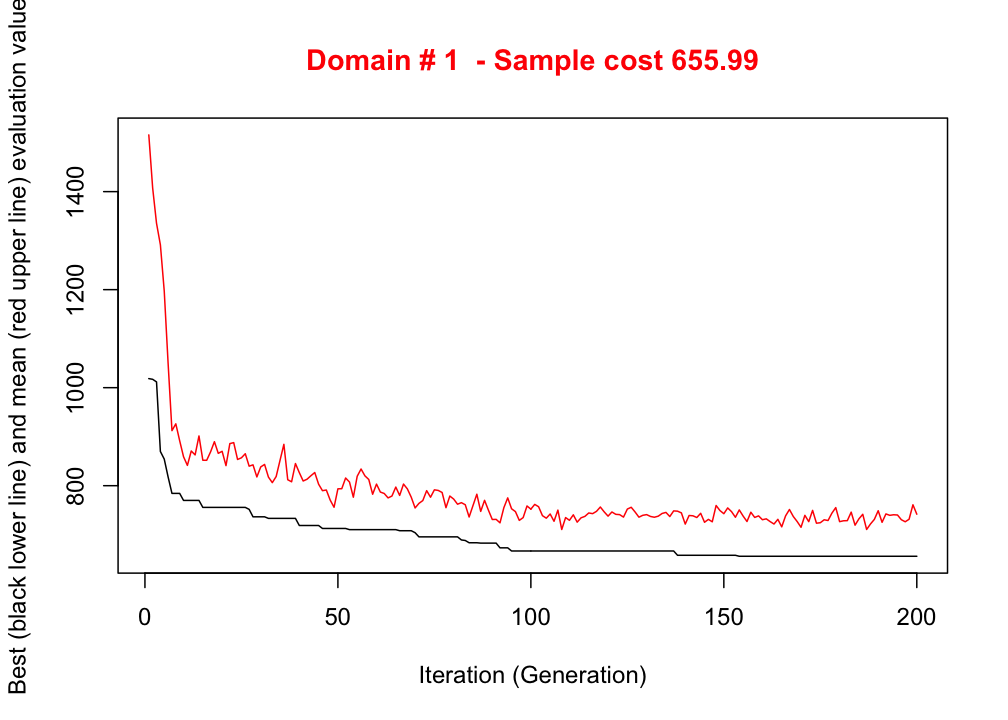 Domain # 1  - Sample cost 655.99
Best (black lower line) and mean (red upper line) evaluation value
1400
1200
1000
800
0 50 100 150 200
Iteration (Generation)